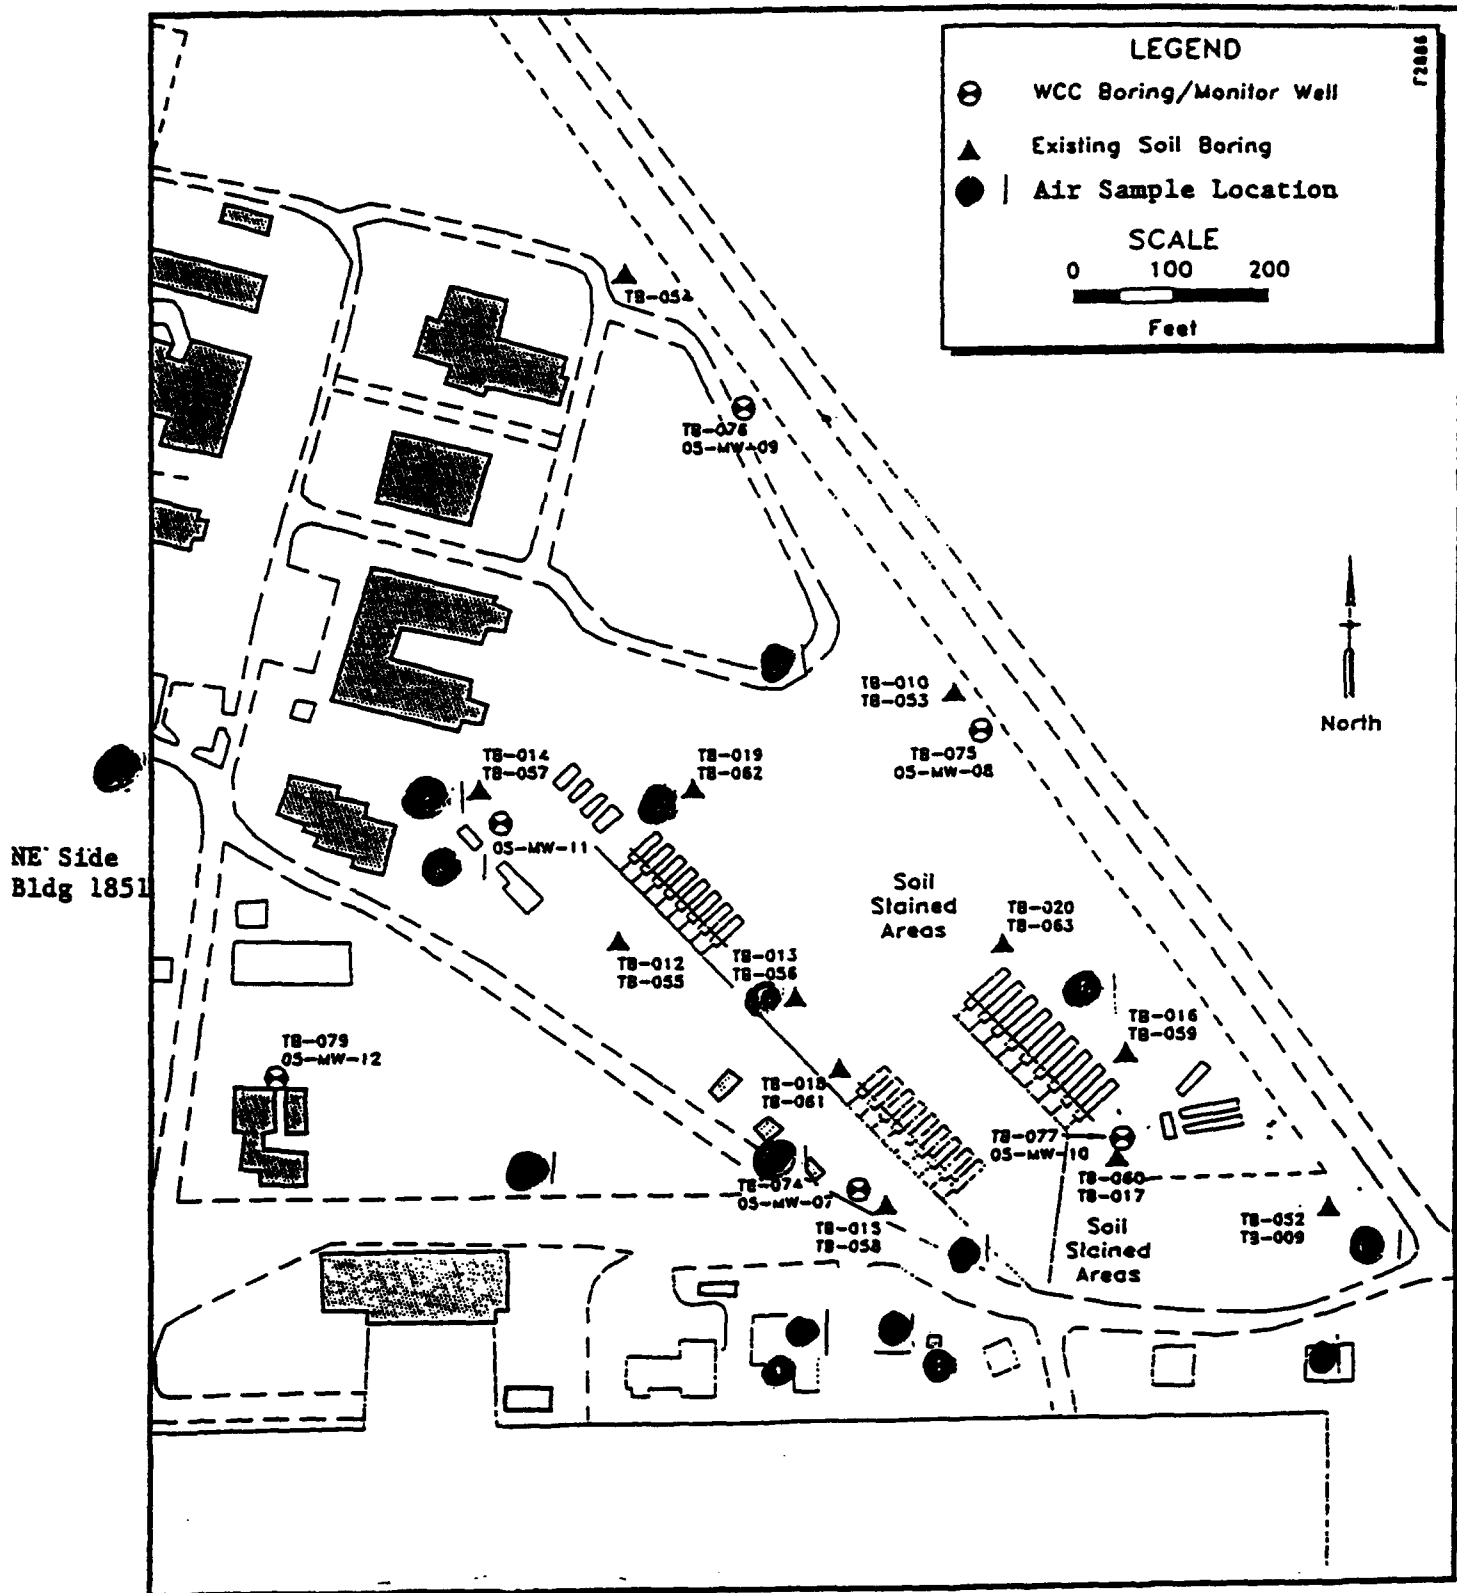 LEGEND
F2886
WCC Boring/Monitor Well
Existing Soil Boring
Air Sample Location
SCALE
0 100 200
Feet
TB-054
TB-076
05-MW-09
TB-010
TB-053
North
TB-075
05-MW-08
TB-014
TB-057
TB-019
TB-062
05-MW-11
NE Side
Bldg 1851
Soil
Stained
Areas
TB-020
TB-063
TB-012
TB-055
TB-013
TB-056
TB-016
TB-059
TB-079
05-MW-12
TB-018
TB-061
TB-077
05-MW-10
TB-060
TB-017
TB-074
05-MW-07
TB-015
TB-058
Soil
Stained
Areas
TB-052
TB-009